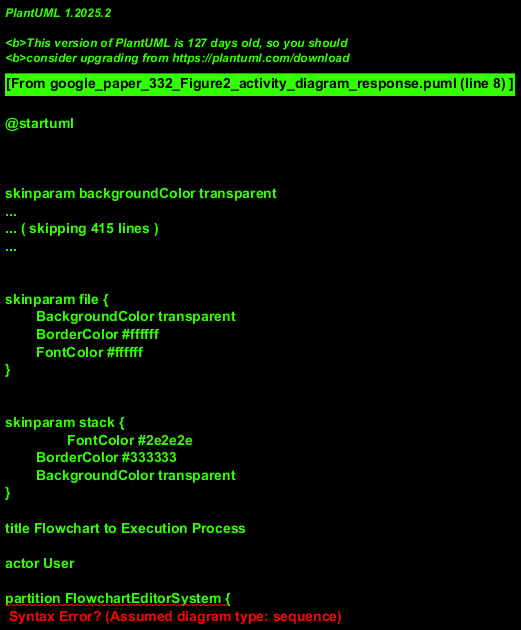 PlantUML 1.2025.2
<b>This version of PlantUML is 127 days old, so you should
<b>consider upgrading from https://plantuml.com/download
[From google_paper_332_Figure2_activity_diagram_response.puml (line 8) ]
@startuml
skinparam backgroundColor transparent
...
... ( skipping 415 lines )
...
skinparam file {
BackgroundColor transparent
BorderColor #ffffff
FontColor #ffffff
}
skinparam stack {
FontColor #2e2e2e
BorderColor #333333
BackgroundColor transparent
}
title Flowchart to Execution Process
actor User
partition FlowchartEditorSystem {
Syntax Error? (Assumed diagram type: sequence)